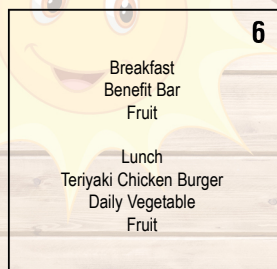 6
Breakfast
Benefit Bar
Fruit
Lunch
Teriyaki Chicken Burger
Daily Vegetable
Fruit